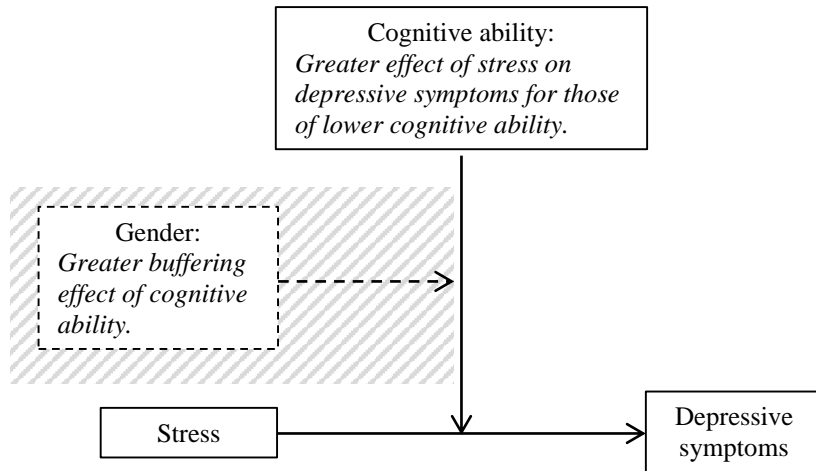 Cognitive ability:
Greater effect of stress on
depressive symptoms for those
of lower cognitive ability.
Gender:
Greater buffering
effect of cognitive
ability.
Stress
Depressive
symptoms